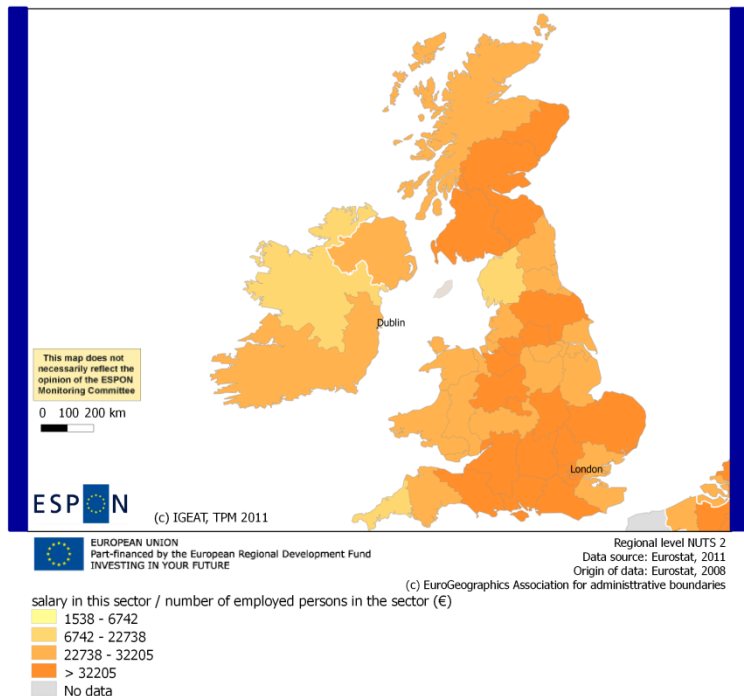 Dublin
This map does not
necessarily reflect the
opinion of the ESPON
Monitoring Committee
0 100 200 km
London
ESPON
(c) IGEAT, TPM 2011
EUROPEAN UNION
Part-financed by the European Regional Development Fund
INVESTING IN YOUR FUTURE
Regional level NUTS 2
Data source: Eurostat, 2011
Origin of data: Eurostat, 2008
(c) EuroGeographics Association for administtrative boundaries
salary in this sector / number of employed persons in the sector (€)
1538 - 6742
6742 - 22738
22738 - 32205
> 32205
No data